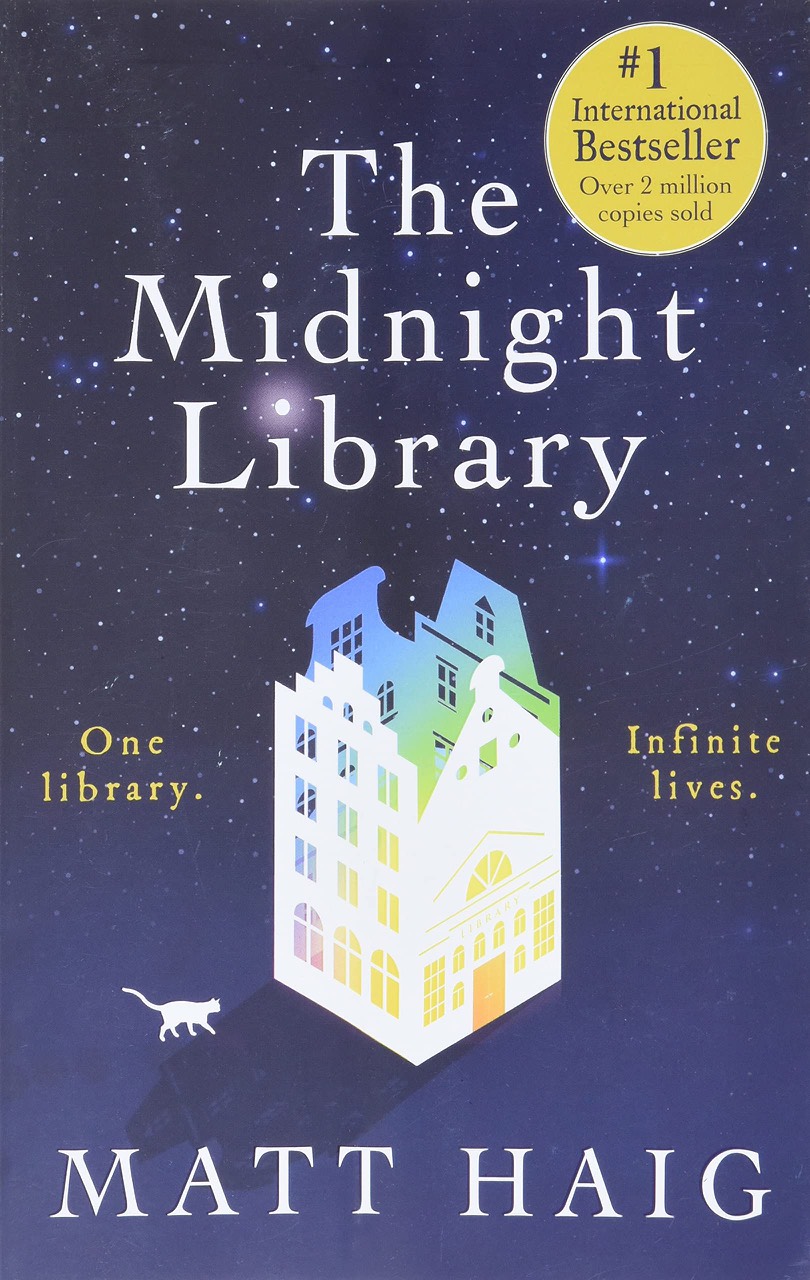 #1
International
Bestseller
Over 2 million
copies sold
The
Midnight
Library
One
library.
Infinite
lives.
LIBRARY
MATT HAIG